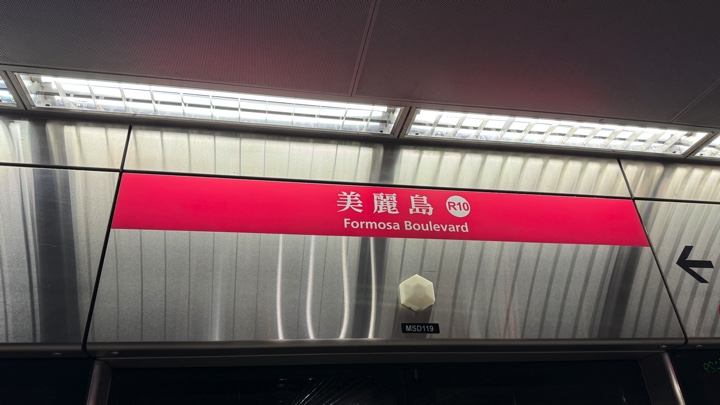 美麗島 R10
Formosa Boulevard
MSD119